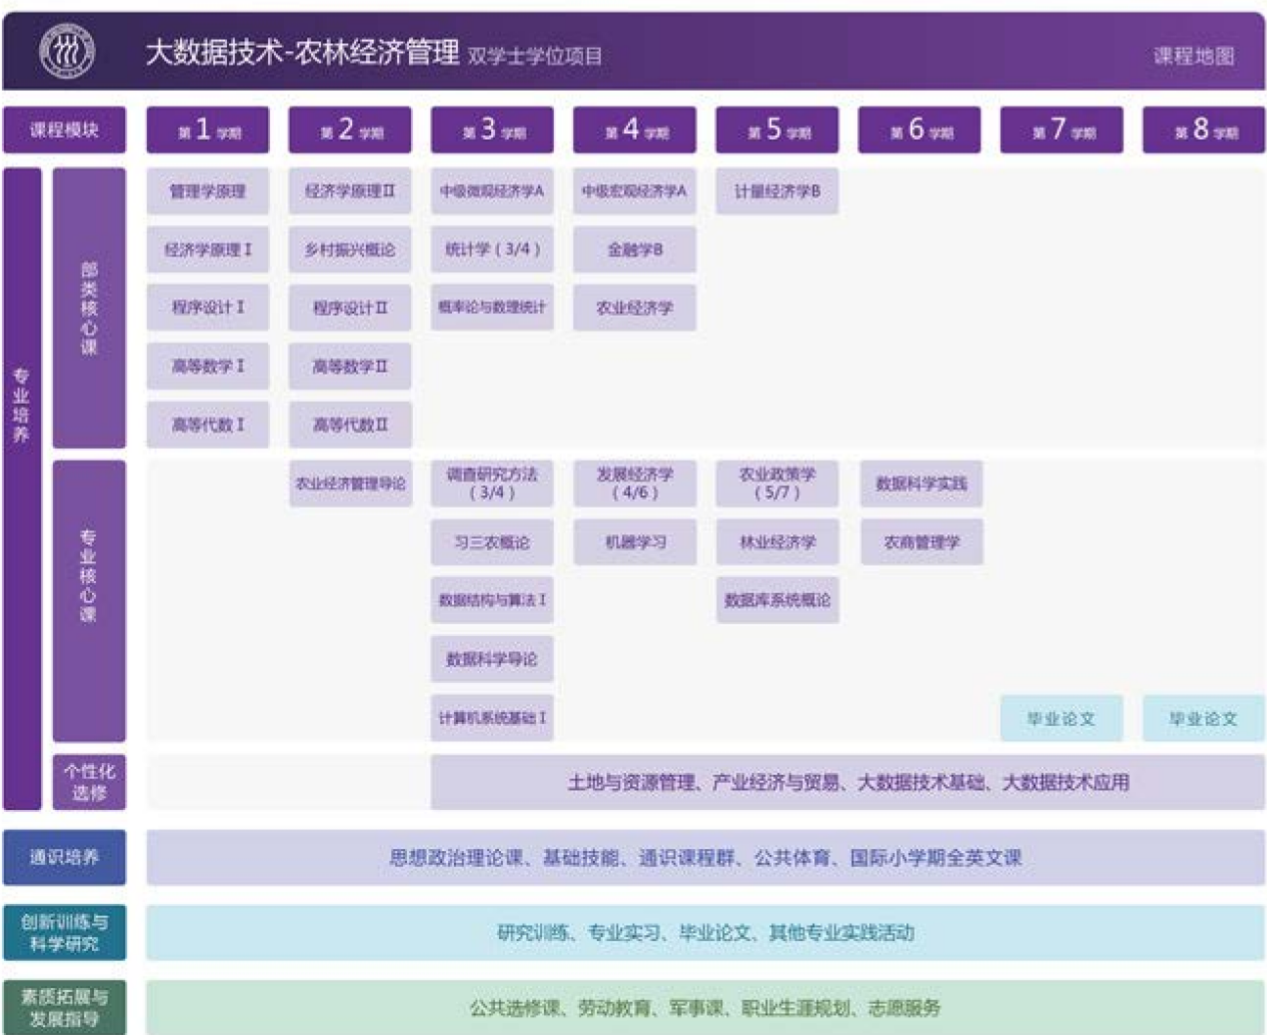 大数据技术-农林经济管理 双学士学位项目 课程地图
课程模块 第1学期 第2学期 第3学期 第4学期 第5学期 第6学期 第7学期 第8学期
专业培养
部类核心课
管理学原理 经济学原理II 中级微观经济学A 中级宏观经济学A 计量经济学B
经济学原理I 乡村振兴概论 统计学(3/4) 金融学B
程序设计I 程序设计II 概率论与数理统计 农业经济学
高等数学I 高等数学II
高等代数I 高等代数II
专业核心课
农业经济管理导论 调查研究方法 发展经济学 农业政策学 数据科学实践
(3/4) (4/6) (5/7)
习三农概论 机器学习 林业经济学 农商管理学
数据结构与算法I 数据库系统概论
数据科学导论
计算机系统基础I 毕业论文 毕业论文
个性化
选修
土地与资源管理、产业经济与贸易、大数据技术基础、大数据技术应用
通识培养 思想政治理论课、基础技能、通识课程群、公共体育、国际小学期全英文课
创新训练与
科学研究
研究训练、专业实习、毕业论文、其他专业实践活动
素质拓展与
发展指导
公共选修课、劳动教育、军事课、职业生涯规划、志愿服务